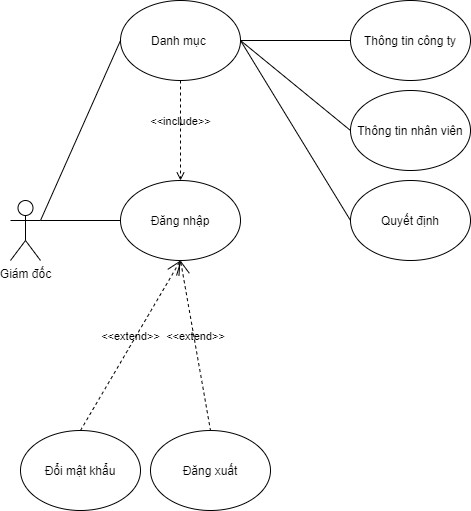 Danh mục
Thông tin công ty
<<include>>
Thông tin nhân viên
Đăng nhập
Quyết định
Giám đốc
<<extend>>
<<extend>>
Đổi mật khẩu
Đăng xuất